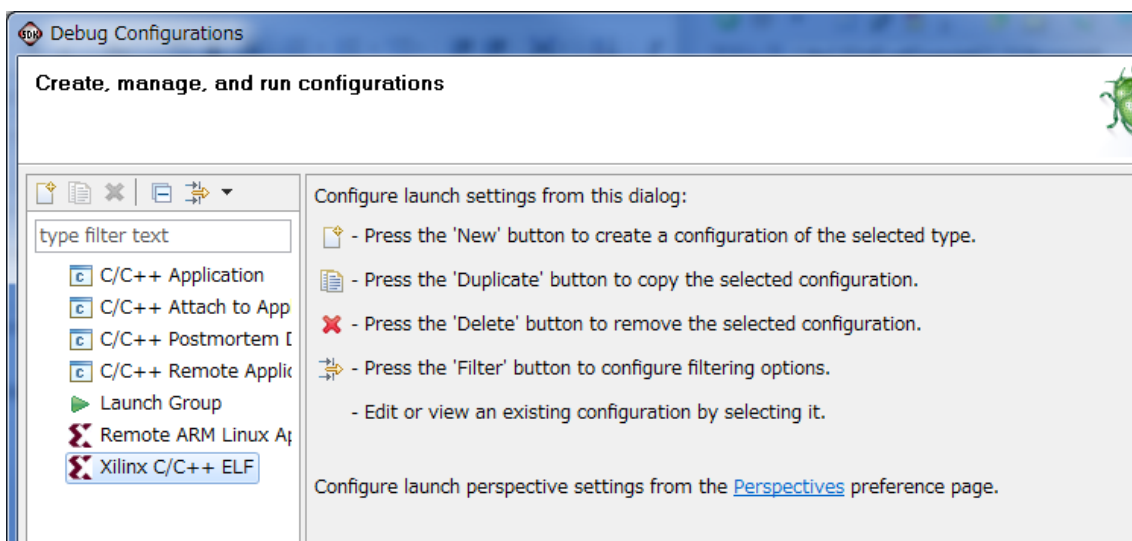 SDK Debug Configurations
Create, manage, and run configurations
type filter text
C/C++ Application
C/C++ Attach to App
C/C++ Postmortem
C/C++ Remote Applic
Launch Group
Remote ARM Linux Ap
Xilinx C/C++ ELF
Configure launch settings from this dialog:
- Press the 'New' button to create a configuration of the selected type.
- Press the 'Duplicate' button to copy the selected configuration.
- Press the 'Delete' button to remove the selected configuration.
- Press the 'Filter' button to configure filtering options.
- Edit or view an existing configuration by selecting it.
Configure launch perspective settings from the Perspectives preference page.